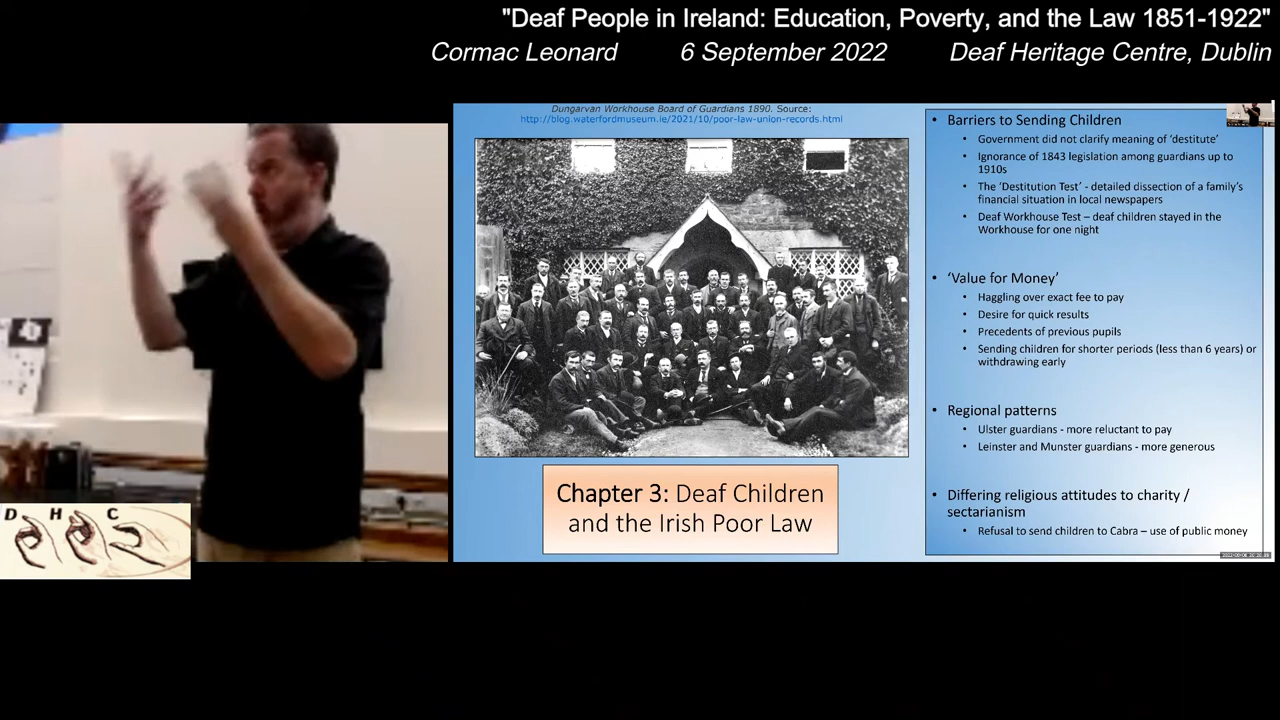 "Deaf People in Ireland: Education, Poverty, and the Law 1851-1922"
Cormac Leonard 6 September 2022 Deaf Heritage Centre, Dublin
Dungarvan Workhouse Board of Guardians 1890. Source:
http://blog.waterfordmuseum.ie/2021/10/poor-law-union-records.html
Chapter 3: Deaf Children
and the Irish Poor Law
• Barriers to Sending Children
• Government did not clarify meaning of ‘destitute’
• Ignorance of 1843 legislation among guardians up to
1910s
• The ‘Destitution Test’ - detailed dissection of a family’s
financial situation in local newspapers
• Deaf Workhouse Test – deaf children stayed in the
Workhouse for one night
• ‘Value for Money’
• Haggling over exact fee to pay
• Desire for quick results
• Precedents of previous pupils
• Sending children for shorter periods (less than 6 years) or
withdrawing early
• Regional patterns
• Ulster guardians - more reluctant to pay
• Leinster and Munster guardians - more generous
• Differing religious attitudes to charity /
sectarianism
• Refusal to send children to Cabra – use of public money
D H C